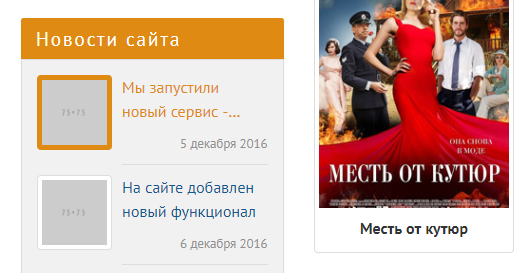 Новости сайта
75×75
Мы запустили
новый сервис -...
5 декабря 2016
75×75
На сайте добавлен
новый функционал
6 декабря 2016
ОНА СНОВА
В МОДЕ
МЕСТЬ ОТ КУТЮР
Месть от кутюр